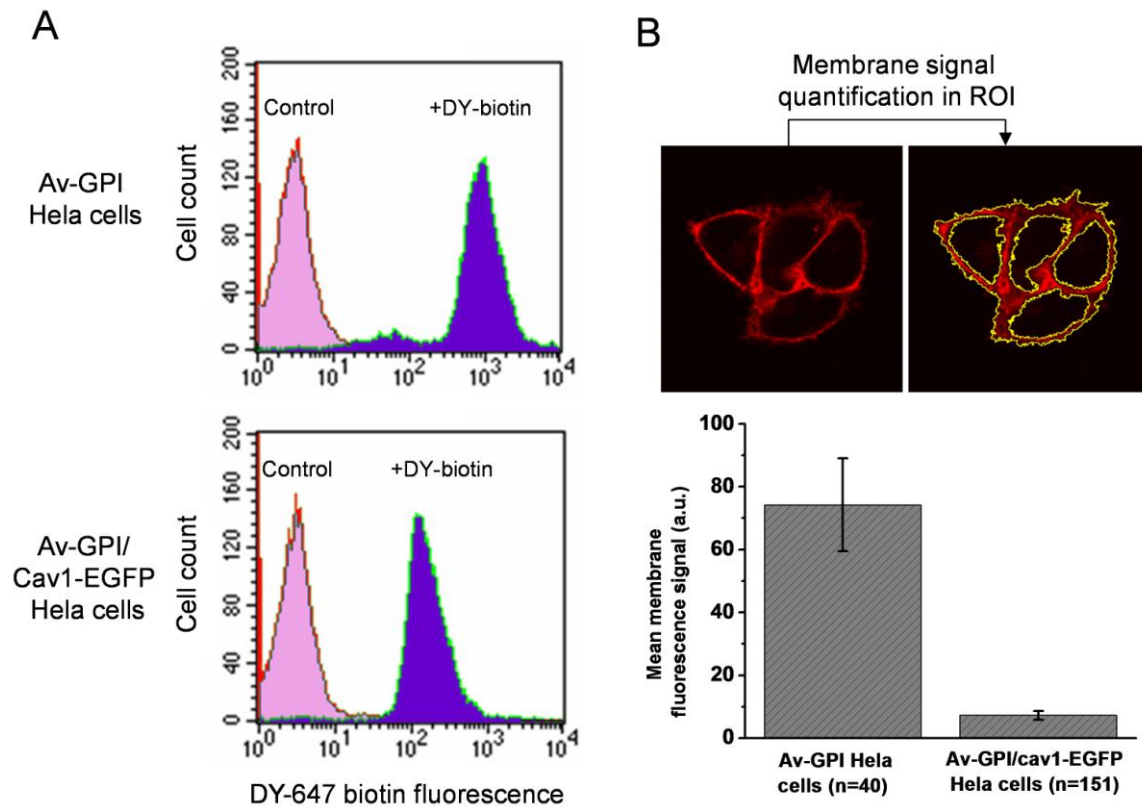 A
Av-GPI
Hela cells
Cell count
200
160
120
80
40
0
Control
+DY-biotin
10^0
10^1
10^2
10^3
10^4
Av-GPI/
Cav1-EGFP
Hela cells
Cell count
200
160
120
80
40
0
Control
+DY-biotin
10^0
10^1
10^2
10^3
10^4
DY-647 biotin fluorescence
B
Membrane signal
quantification in ROI
Mean membrane
fluorescence signal (a.u.)
100
80
60
40
20
0
Av-GPI Hela
cells (n=40)
Av-GPI/cav1-EGFP
Hela cells (n=151)